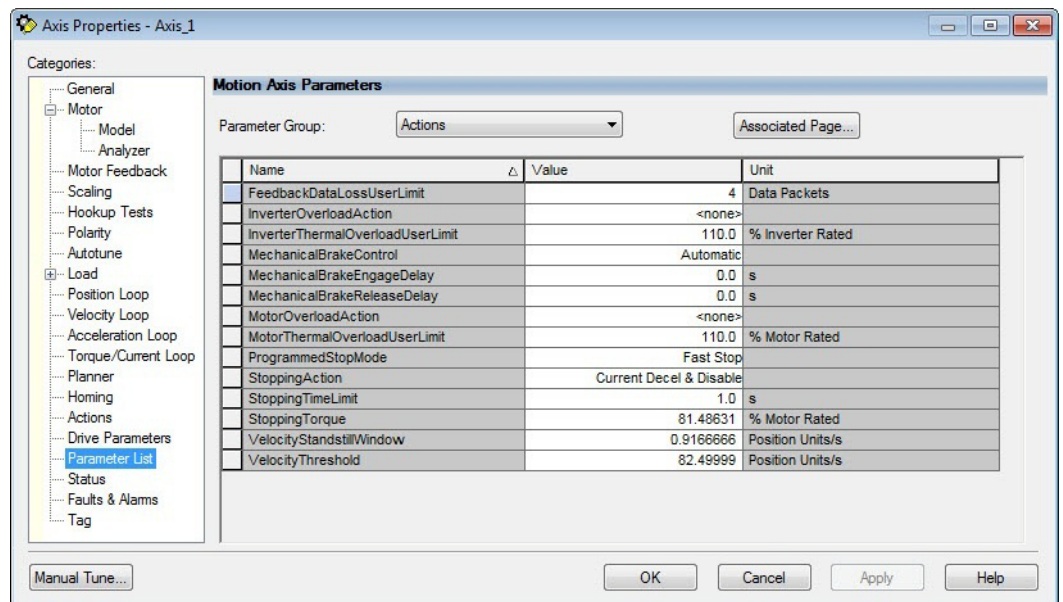 Axis Properties - Axis_1
Categories:
General
Motor
Model
Analyzer
Motor Feedback
Scaling
Hookup Tests
Polarity
Autotune
Load
Position Loop
Velocity Loop
Acceleration Loop
Torque/Current Loop
Planner
Homing
Actions
Drive Parameters
Parameter List
Status
Faults & Alarms
Tag
Motion Axis Parameters
Parameter Group: Actions Associated Page...
Name Value Unit
FeedbackDataLossUserLimit 4 Data Packets
InverterOverloadAction <none>
InverterThermalOverloadUserLimit 110.0 % Inverter Rated
MechanicalBrakeControl Automatic
MechanicalBrakeEngageDelay 0.0 s
MechanicalBrakeReleaseDelay 0.0 s
MotorOverloadAction <none>
MotorThermalOverloadUserLimit 110.0 % Motor Rated
ProgrammedStopMode Fast Stop
StoppingAction Current Decel & Disable
StoppingTimeLimit 1.0 s
StoppingTorque 81.48631 % Motor Rated
VelocityStandstillWindow 0.9166666 Position Units/s
VelocityThreshold 82.49999 Position Units/s
Manual Tune... OK Cancel Apply Help